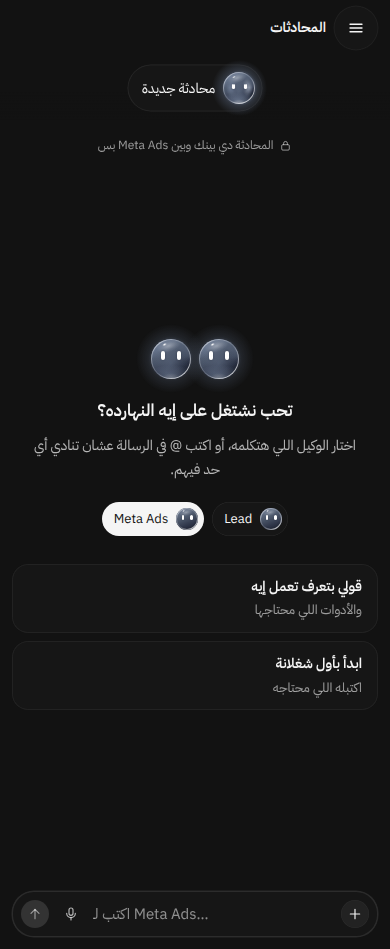 المحادثات
محادثة جديدة
المحادثة دي بينك وبين Meta Ads بس
تحب نشتغل على إيه النهارده؟
اختار الوكيل اللي هتكلمه، أو اكتب @ في الرسالة عشان تنادي أي
حد فيهم.
Lead
Meta Ads
قولي بتعرف تعمل إيه
والأدوات اللي محتاجها
ابدأ بأول شغلانة
اكتبله اللي محتاجه
اكتب لـ Meta Ads...